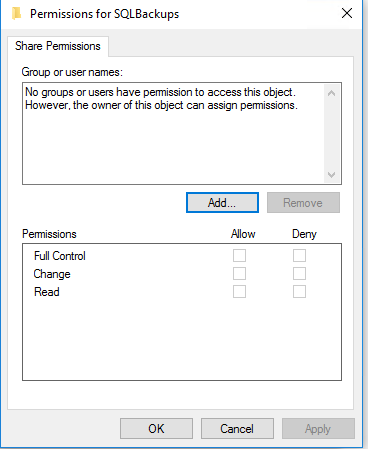 Permissions for SQLBackups
Share Permissions
Group or user names:
No groups or users have permission to access this object.
However, the owner of this object can assign permissions.
Add... Remove
Permissions Allow Deny
Full Control
Change
Read
OK Cancel Apply